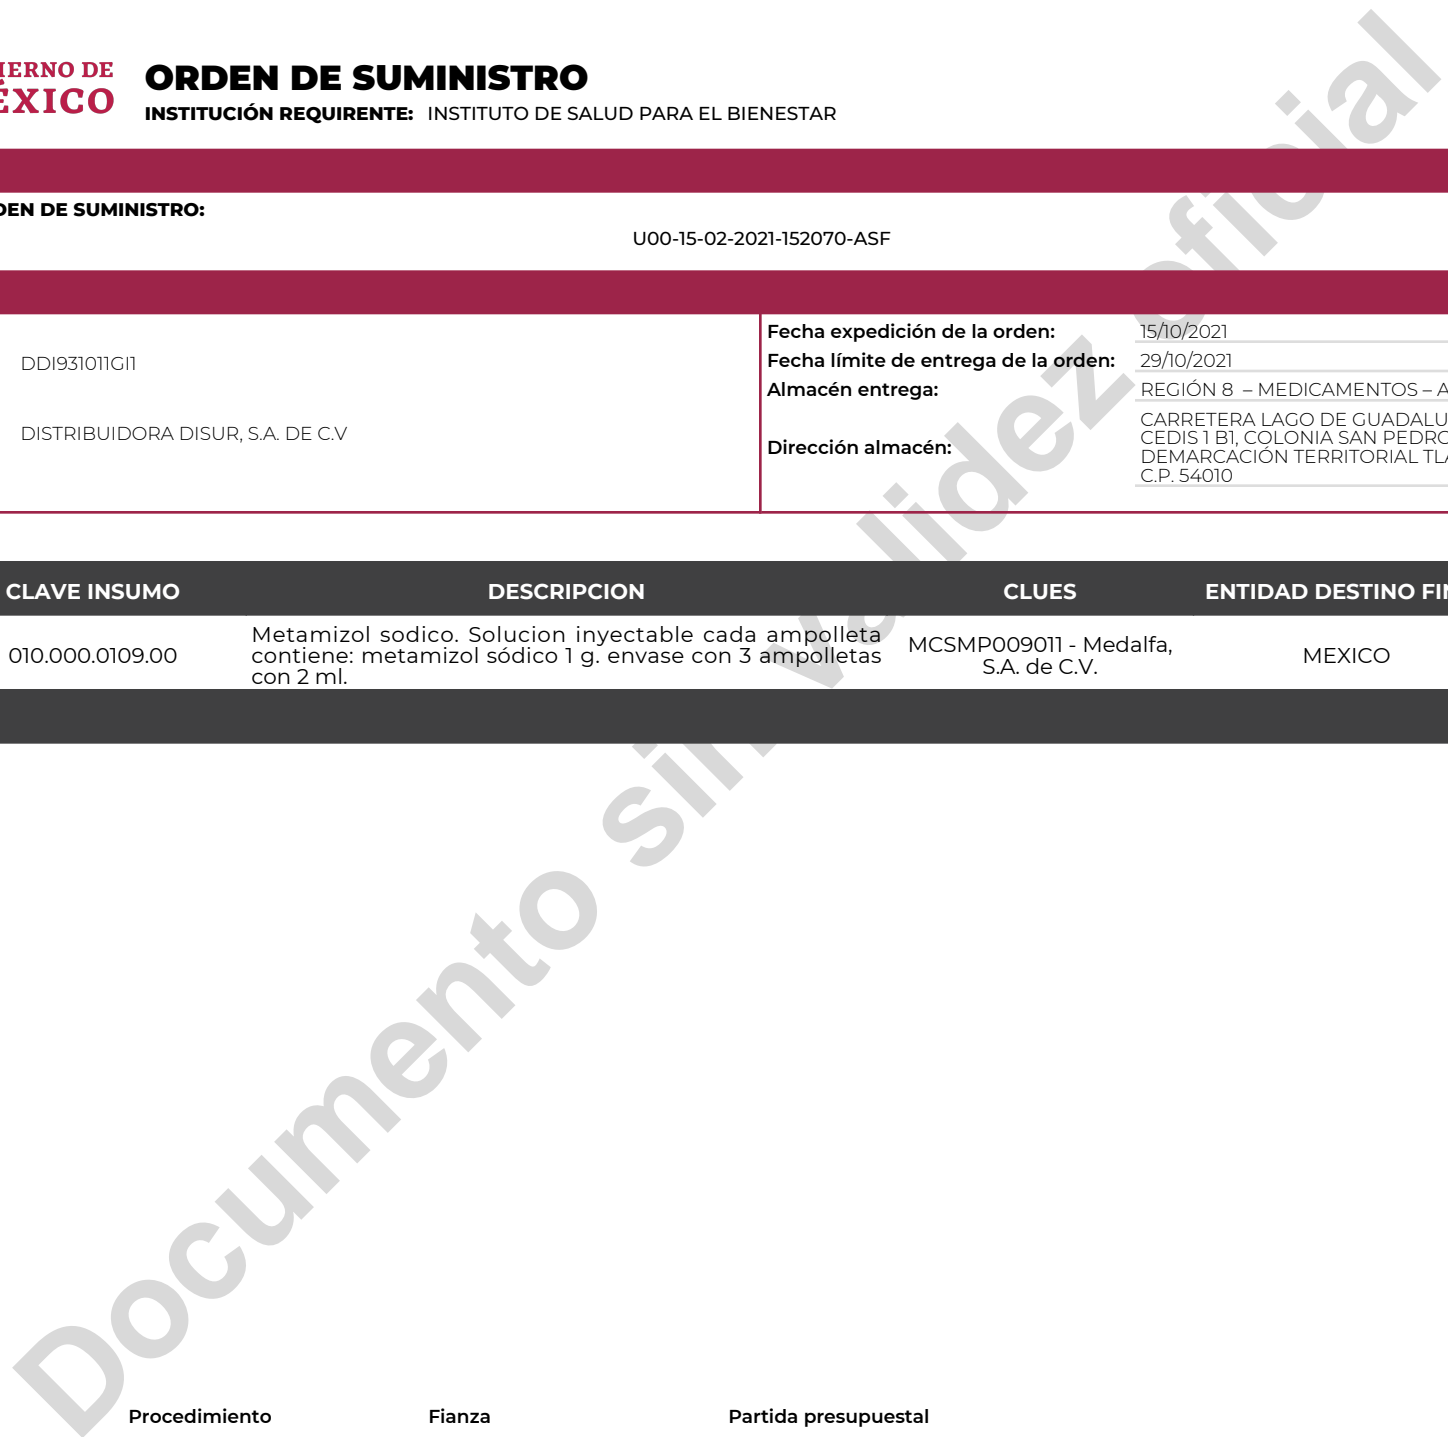 IERNO DE
ÉXICO
ORDEN DE SUMINISTRO
INSTITUCIÓN REQUIRENTE: INSTITUTO DE SALUD PARA EL BIENESTAR
DEN DE SUMINISTRO:
U00-15-02-2021-152070-ASF
DDI931011GI1
DISTRIBUIDORA DISUR, S.A. DE C.V
Fecha expedición de la orden: 15/10/2021
Fecha límite de entrega de la orden: 29/10/2021
Almacén entrega: REGIÓN 8 – MEDICAMENTOS – A
Dirección almacén:
CARRETERA LAGO DE GUADALU
CEDIS 1 B1, COLONIA SAN PEDRO
DEMARCACIÓN TERRITORIAL TLA
C.P. 54010
CLAVE INSUMO DESCRIPCION CLUES ENTIDAD DESTINO FIN
010.000.0109.00
Metamizol sodico. Solucion inyectable cada ampolleta
contiene: metamizol sódico 1 g. envase con 3 ampolletas
con 2 ml.
MCSMP009011 - Medalfa,
S.A. de C.V.
MEXICO
Documento sin validez oficial
Procedimiento Fianza Partida presupuestal